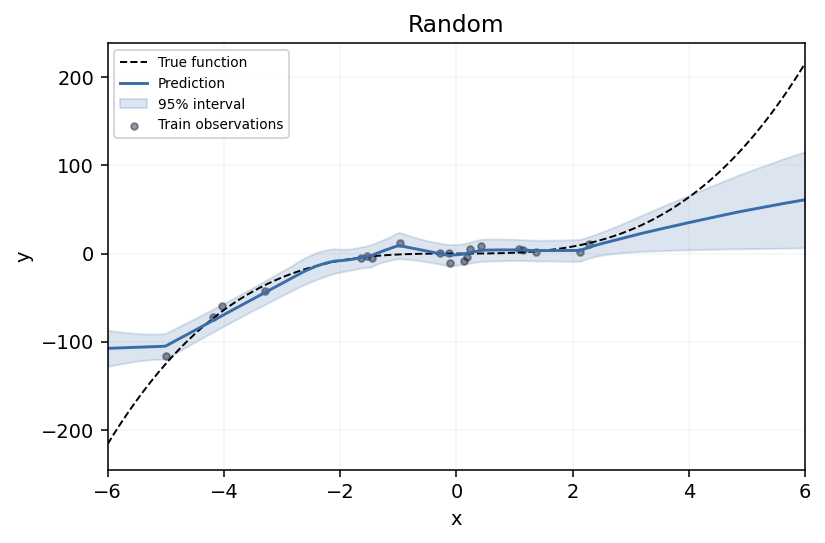 Random
True function
Prediction
95% interval
Train observations
200
100
0
−100
−200
y
−6
−4
−2
0
2
4
6
x